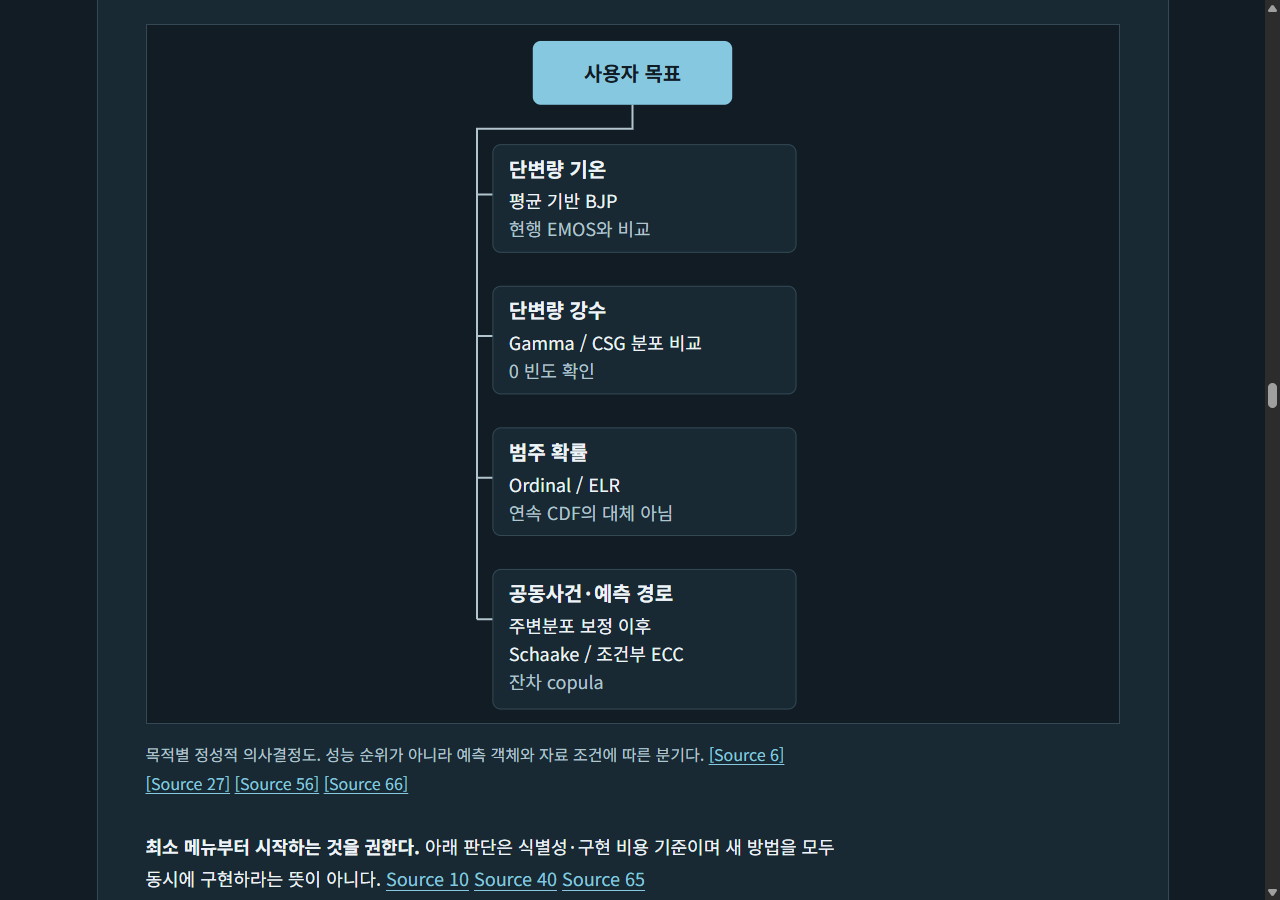 사용자 목표
단변량 기온
평균 기반 BJP
현행 EMOS와 비교
단변량 강수
Gamma / CSG 분포 비교
0 빈도 확인
범주 확률
Ordinal / ELR
연속 CDF의 대체 아님
공동사건·예측 경로
주변분포 보정 이후
Schaake / 조건부 ECC
잔차 copula
목적별 정성적 의사결정도. 성능 순위가 아니라 예측 객체와 자료 조건에 따른 분기다. [Source 6]
[Source 27] [Source 56] [Source 66]
최소 메뉴부터 시작하는 것을 권한다. 아래 판단은 식별성·구현 비용 기준이며 새 방법을 모두
동시에 구현하라는 뜻이 아니다. Source 10 Source 40 Source 65